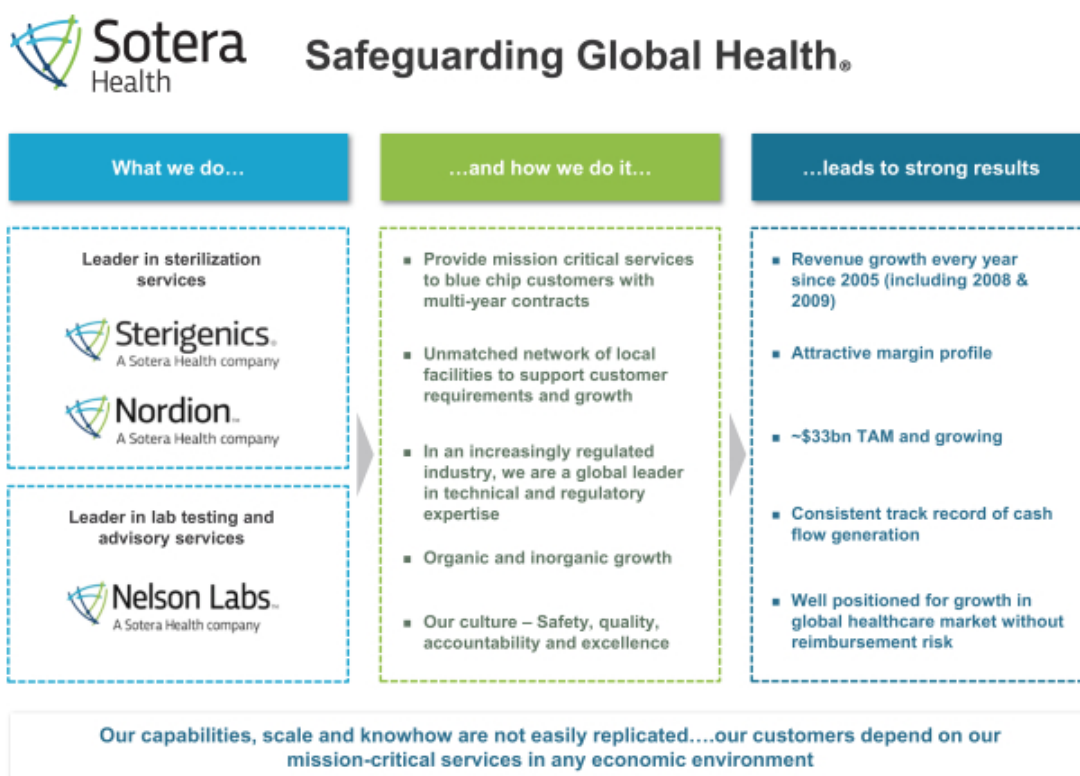 Sotera
Health
Safeguarding Global Health®
What we do…
Leader in sterilization
services
Sterigenics®
A Sotera Health company
Nordion™
A Sotera Health company
Leader in lab testing and
advisory services
Nelson Labs™
A Sotera Health company
…and how we do it…
▪ Provide mission critical services
to blue chip customers with
multi-year contracts
▪ Unmatched network of local
facilities to support customer
requirements and growth
▪ In an increasingly regulated
industry, we are a global leader
in technical and regulatory
expertise
▪ Organic and inorganic growth
▪ Our culture – Safety, quality,
accountability and excellence
…leads to strong results
▪ Revenue growth every year
since 2005 (including 2008 &
2009)
▪ Attractive margin profile
▪ ~$33bn TAM and growing
▪ Consistent track record of cash
flow generation
▪ Well positioned for growth in
global healthcare market without
reimbursement risk
Our capabilities, scale and knowhow are not easily replicated….our customers depend on our
mission-critical services in any economic environment